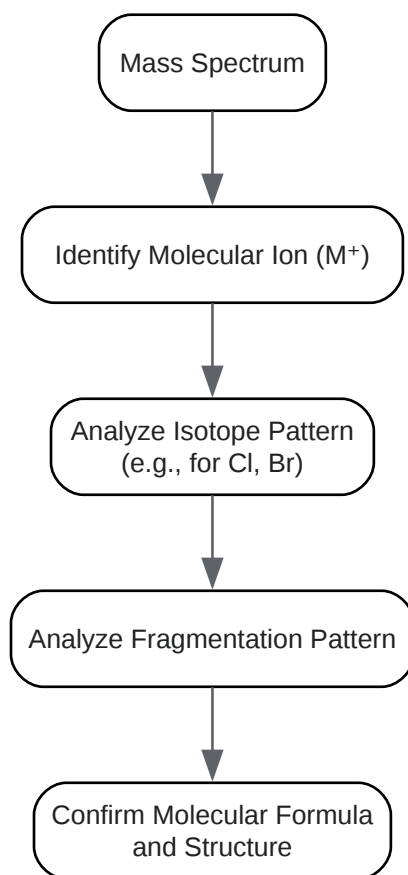 Mass Spectrum
Identify Molecular Ion (M⁺)
Analyze Isotope Pattern
(e.g., for Cl, Br)
Analyze Fragmentation Pattern
Confirm Molecular Formula
and Structure